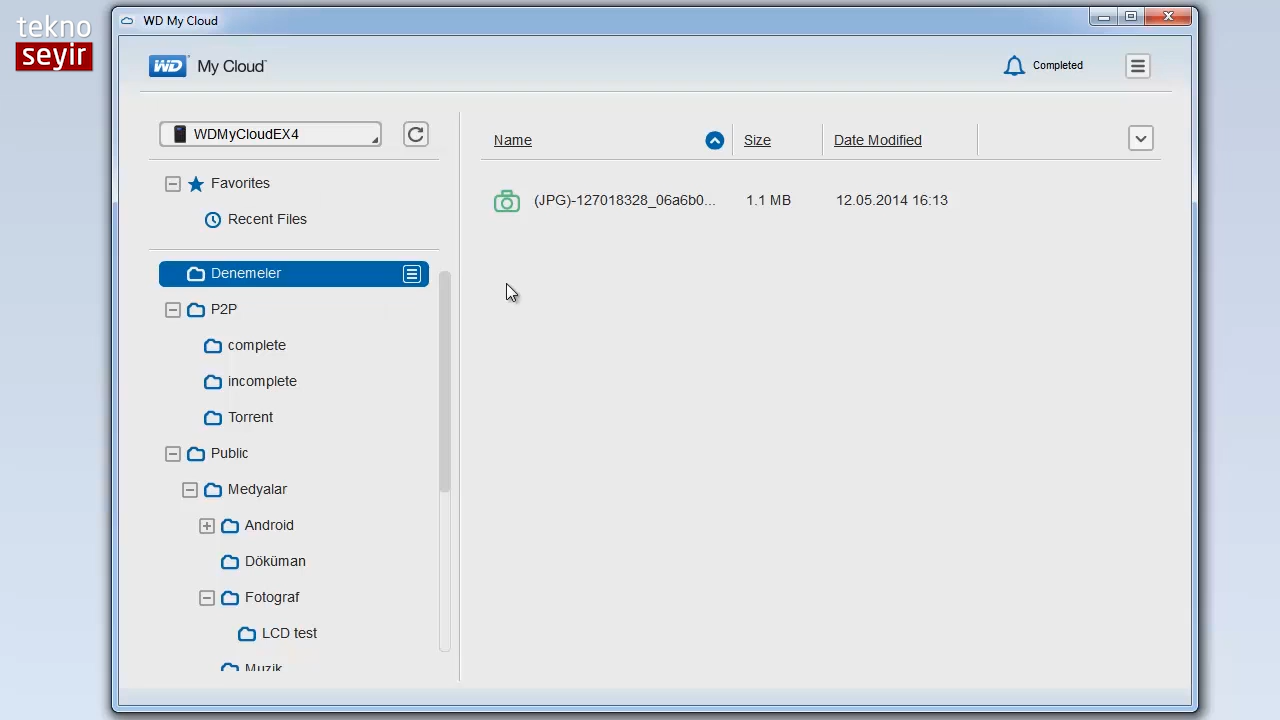 tekno
seyir
WD My Cloud
WD My Cloud
Completed
WDMyCloudEX4
Favorites
Recent Files
Denemeler
P2P
complete
incomplete
Torrent
Public
Medyalar
Android
Döküman
Fotograf
LCD test
Muzik
Name Size Date Modified
(JPG)-127018328_06a6b0... 1.1 MB 12.05.2014 16:13